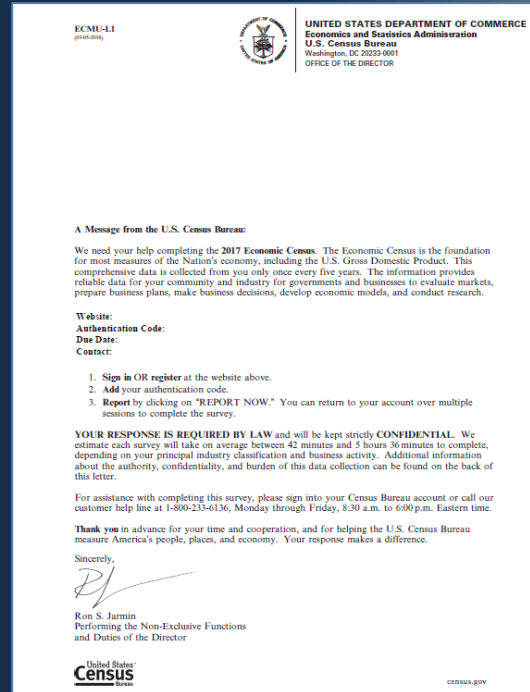 ECMU-L1
(03-05-2018)
UNITED STATES DEPARTMENT OF COMMERCE
Economics and Statistics Administration
U.S. Census Bureau
Washington, DC 20233-0001
OFFICE OF THE DIRECTOR
A Message from the U.S. Census Bureau:
We need your help completing the 2017 Economic Census. The Economic Census is the foundation
for most measures of the Nation's economy, including the U.S. Gross Domestic Product. This
comprehensive data is collected from you only once every five years. The information provides
reliable data for your community and industry for governments and businesses to evaluate markets,
prepare business plans, make business decisions, develop economic models, and conduct research.
Website:
Authentication Code:
Due Date:
Contact:
1. Sign in OR register at the website above.
2. Add your authentication code.
3. Report by clicking on "REPORT NOW." You can return to your account over multiple
sessions to complete the survey.
YOUR RESPONSE IS REQUIRED BY LAW and will be kept strictly CONFIDENTIAL. We
estimate each survey will take on average between 42 minutes and 5 hours 36 minutes to complete,
depending on your principal industry classification and business activity. Additional information
about the authority, confidentiality, and burden of this data collection can be found on the back of
this letter.
For assistance with completing this survey, please sign into your Census Bureau account or call our
customer help line at 1-800-233-6136, Monday through Friday, 8:30 a.m. to 6:00 p.m. Eastern time.
Thank you in advance for your time and cooperation, and for helping the U.S. Census Bureau
measure America's people, places, and economy. Your response makes a difference.
Sincerely,
Ron S. Jarmin
Performing the Non-Exclusive Functions
and Duties of the Director
United States
Census
Bureau
census.gov